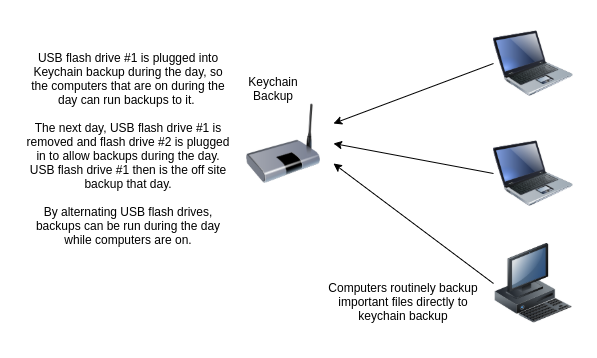 USB flash drive #1 is plugged into
Keychain backup during the day, so
the computers that are on during the
day can run backups to it.
The next day, USB flash drive #1 is
removed and flash drive #2 is plugged
in to allow backups during the day.
USB flash drive #1 then is the off site
backup that day.
By alternating USB flash drives,
backups can be run during the day
while computers are on.
Keychain
Backup
Computers routinely backup
important files directly to
keychain backup